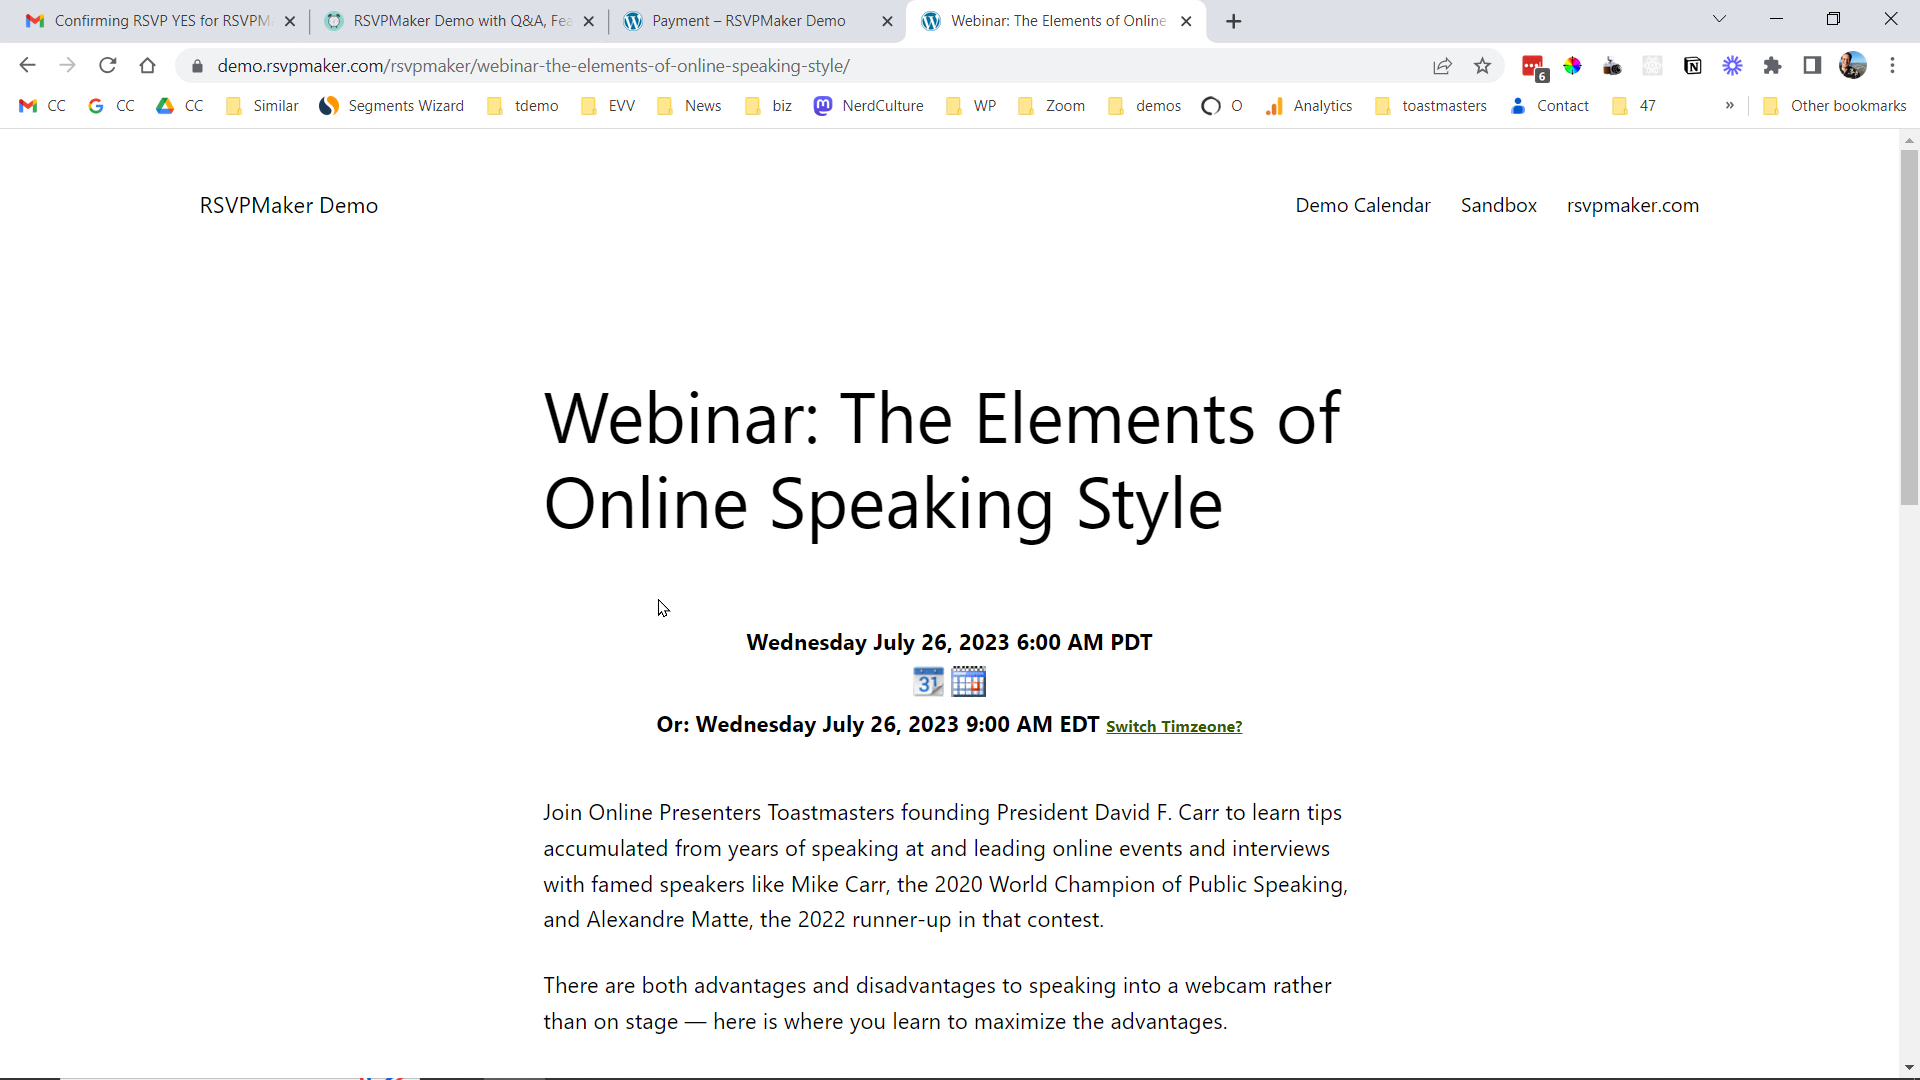 Confirming RSVP YES for RSVPM
RSVPMaker Demo with Q&A, Fea
Payment – RSVPMaker Demo
Webinar: The Elements of Online
demo.rsvpmaker.com/rsvpmaker/webinar-the-elements-of-online-speaking-style/
6
CC
CC
CC
Similar
Segments Wizard
tdemo
EVV
News
biz
NerdCulture
WP
Zoom
demos
O
Analytics
toastmasters
Contact
47
»
Other bookmarks
RSVPMaker Demo
Demo Calendar
Sandbox
rsvpmaker.com
Webinar: The Elements of
Online Speaking Style
Wednesday July 26, 2023 6:00 AM PDT
31
Or: Wednesday July 26, 2023 9:00 AM EDT Switch Timzeone?
Join Online Presenters Toastmasters founding President David F. Carr to learn tips
accumulated from years of speaking at and leading online events and interviews
with famed speakers like Mike Carr, the 2020 World Champion of Public Speaking,
and Alexandre Matte, the 2022 runner-up in that contest.
There are both advantages and disadvantages to speaking into a webcam rather
than on stage — here is where you learn to maximize the advantages.